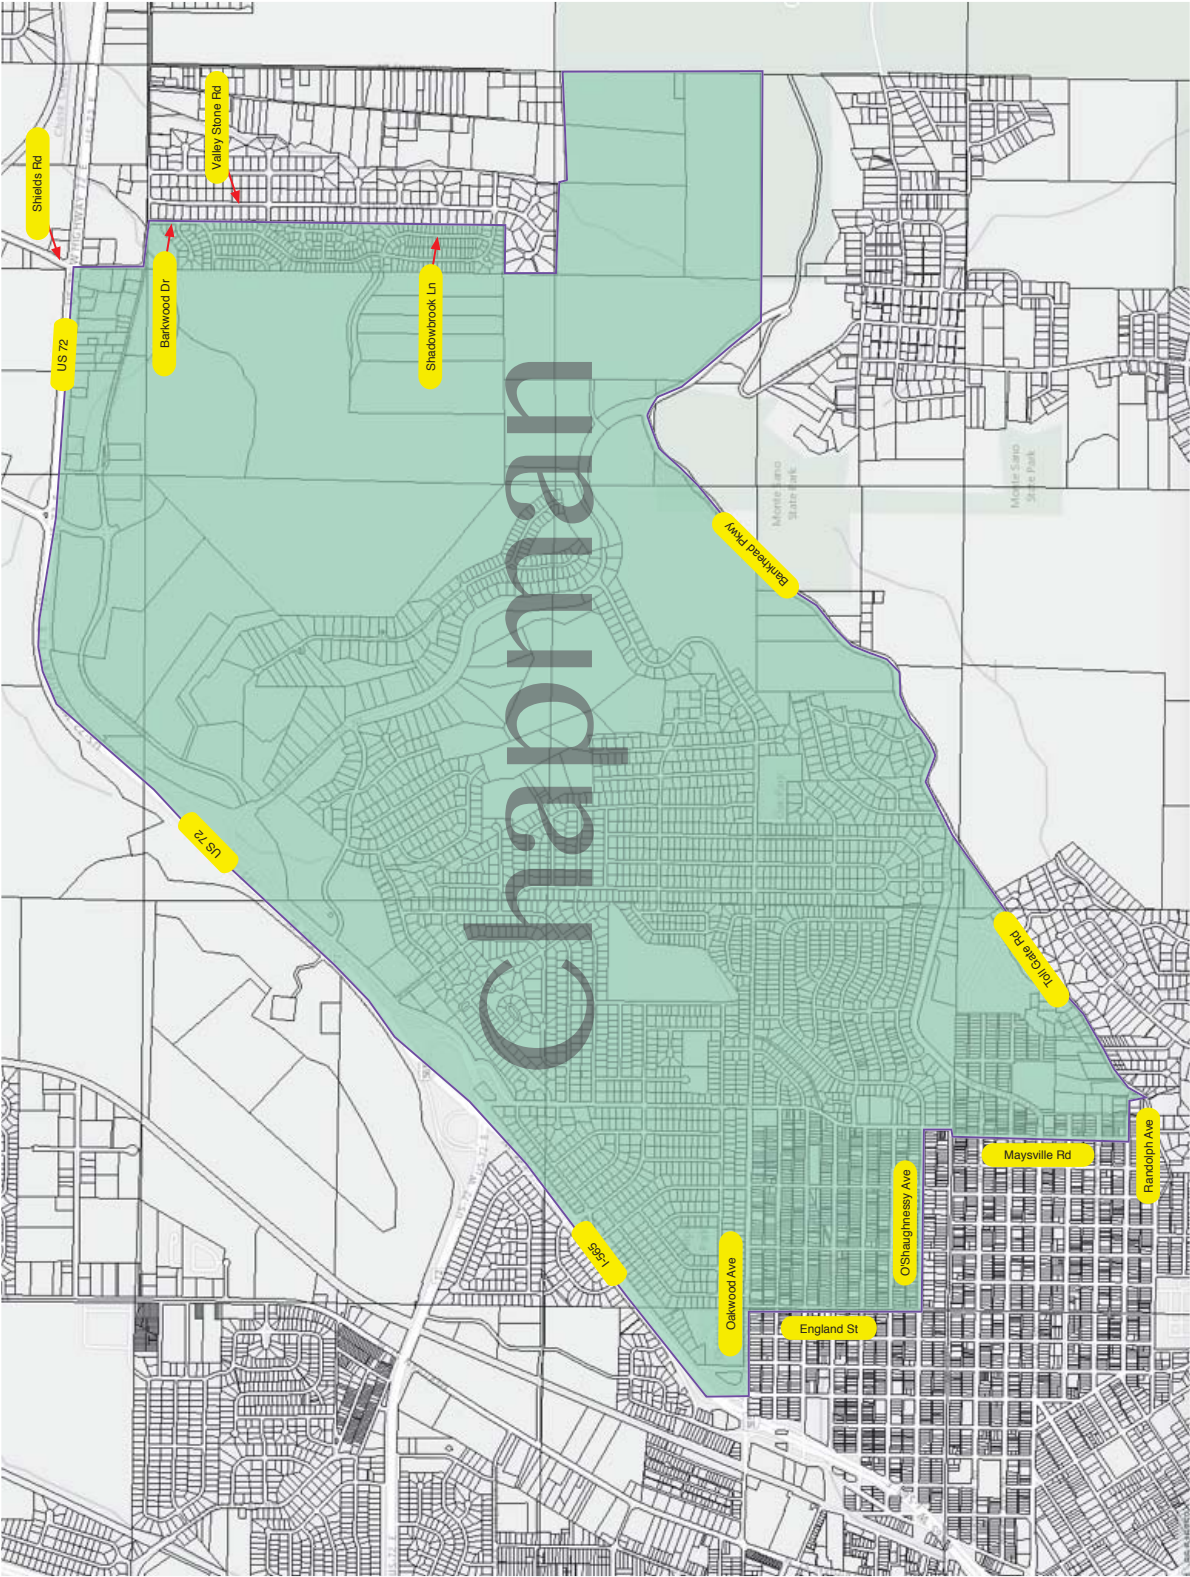 Shields Rd
Valley Stone Rd
US 72
Barkwood Dr
Shadowbrook Ln
US 72
Chapman
Bankhead Pkwy
Monte Sano
State Park
Monte Sano
State Park
Toll Gate Rd
I-565
Oakwood Ave
O'Shaughnessy Ave
England St
Maysville Rd
Randolph Ave